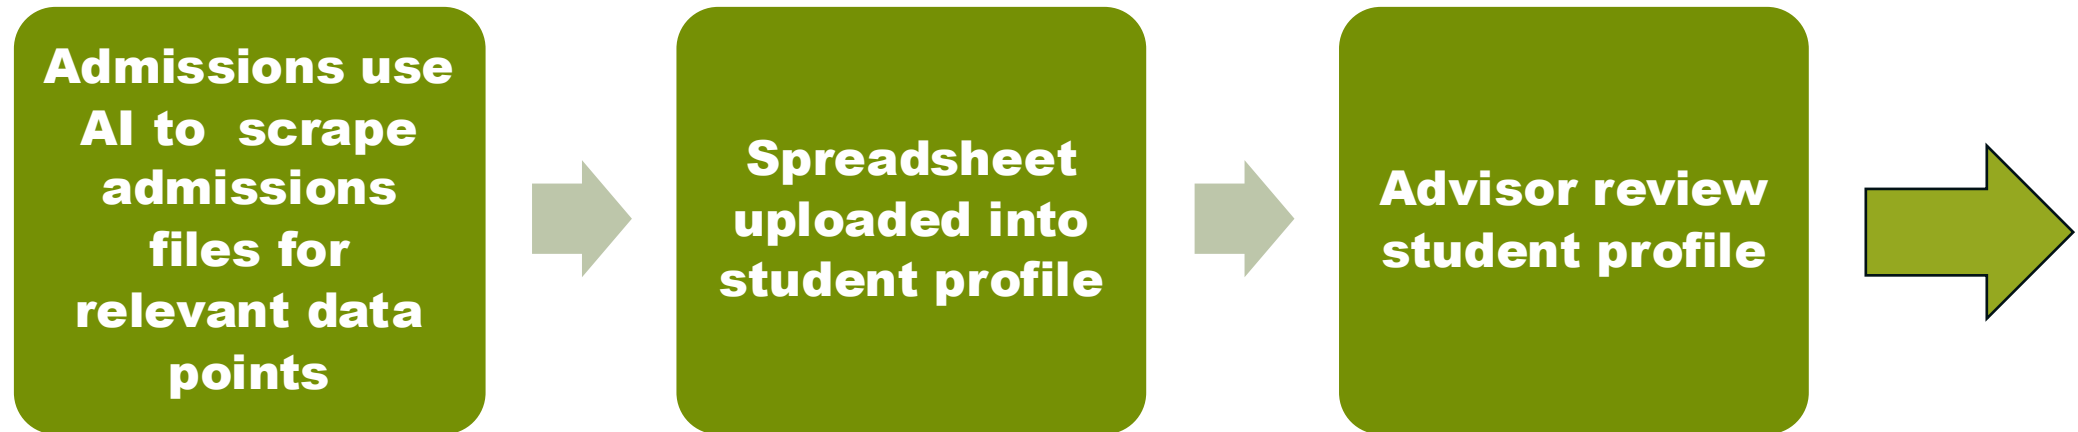 Admissions use
AI to  scrape
admissions
files for
relevant data
points
Spreadsheet
uploaded into
student profile
Advisor review
student profile